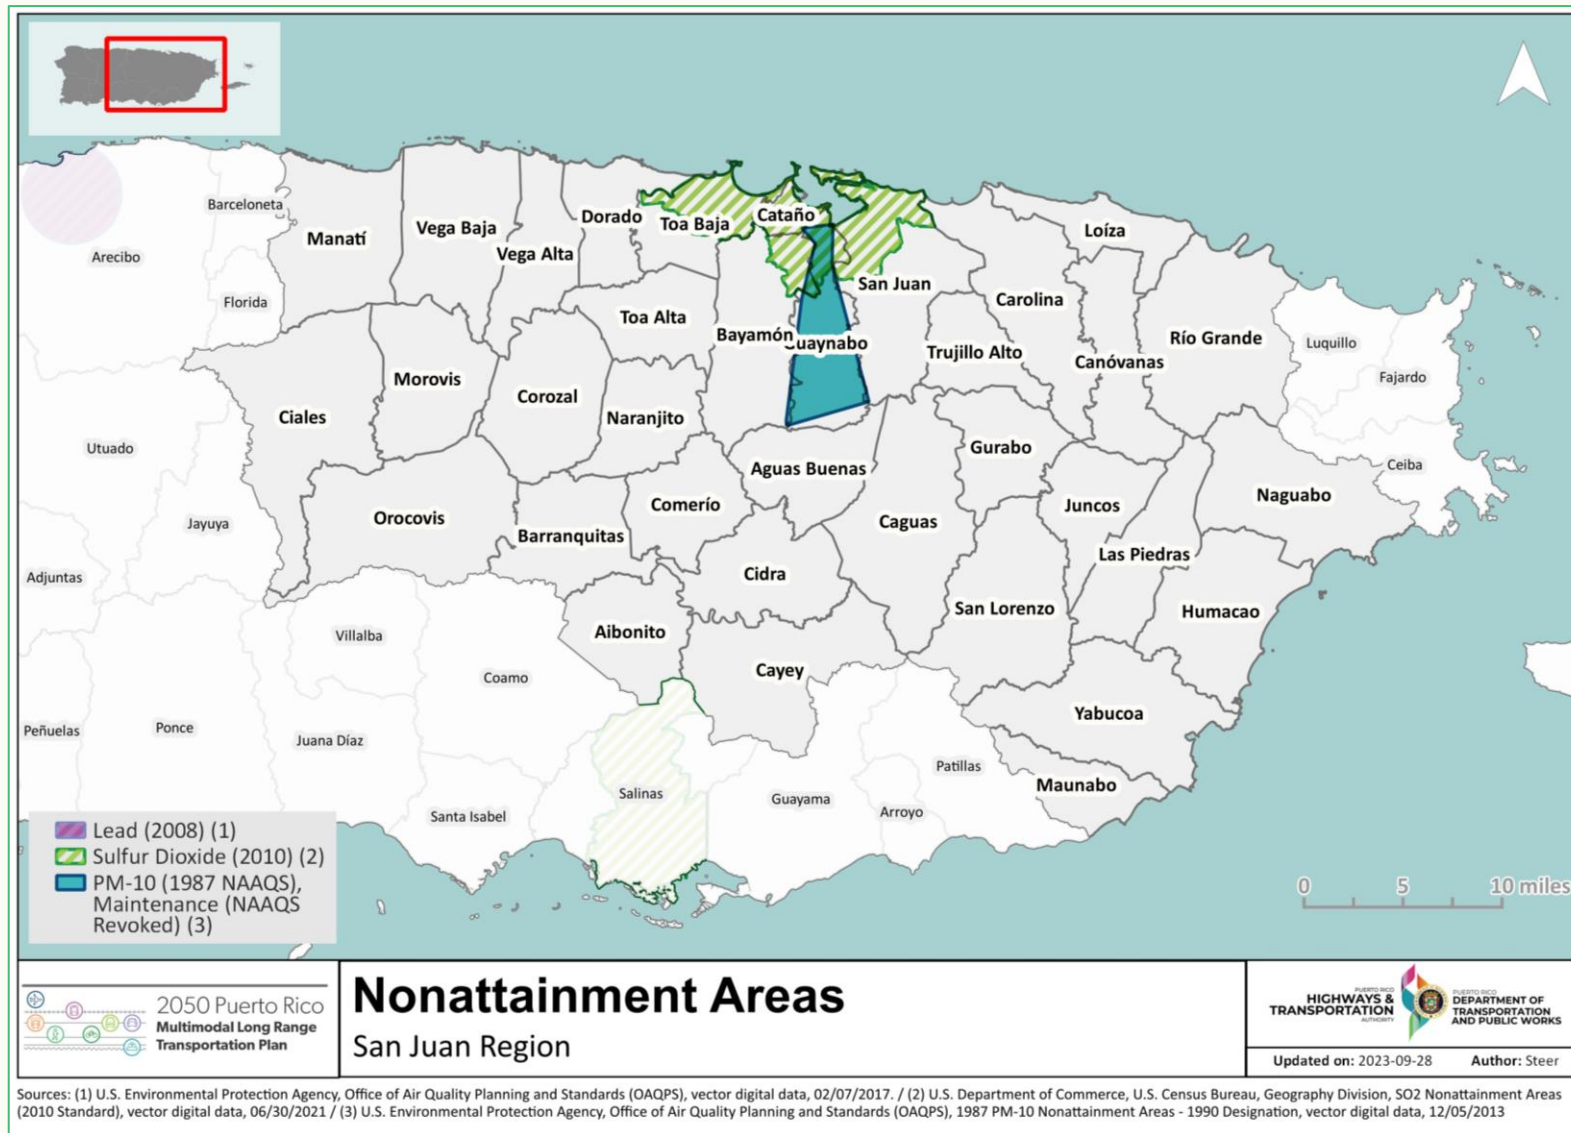 Barceloneta
Manatí
Vega Baja
Vega Alta
Dorado
Toa Baja
Cataño
Loíza
Arecibo
Florida
Toa Alta
Bayamón
Guaynabo
San Juan
Carolina
Trujillo Alto
Canóvanas
Río Grande
Luquillo
Fajardo
Ciales
Morovis
Corozal
Naranjito
Utuado
Aguas Buenas
Gurabo
Ceiba
Jayuya
Orocovis
Barranquitas
Comerío
Caguas
Juncos
Naguabo
Las Piedras
Adjuntas
Cidra
San Lorenzo
Humacao
Villalba
Aibonito
Coamo
Cayey
Peñuelas
Ponce
Juana Díaz
Yabucoa
Patillas
Maunabo
Salinas
Guayama
Arroyo
Santa Isabel
Lead (2008) (1)
Sulfur Dioxide (2010) (2)
PM-10 (1987 NAAQS),
Maintenance (NAAQS
Revoked) (3)
0 5 10 miles
2050 Puerto Rico
Multimodal Long Range
Transportation Plan
Nonattainment Areas
San Juan Region
PUERTO RICO
HIGHWAYS &
TRANSPORTATION
AUTHORITY
PUERTO RICO
DEPARTMENT OF
TRANSPORTATION
AND PUBLIC WORKS
Updated on: 2023-09-28 Author: Steer
Sources: (1) U.S. Environmental Protection Agency, Office of Air Quality Planning and Standards (OAQPS), vector digital data, 02/07/2017. / (2) U.S. Department of Commerce, U.S. Census Bureau, Geography Division, SO2 Nonattainment Areas
(2010 Standard), vector digital data, 06/30/2021 / (3) U.S. Environmental Protection Agency, Office of Air Quality Planning and Standards (OAQPS), 1987 PM-10 Nonattainment Areas - 1990 Designation, vector digital data, 12/05/2013